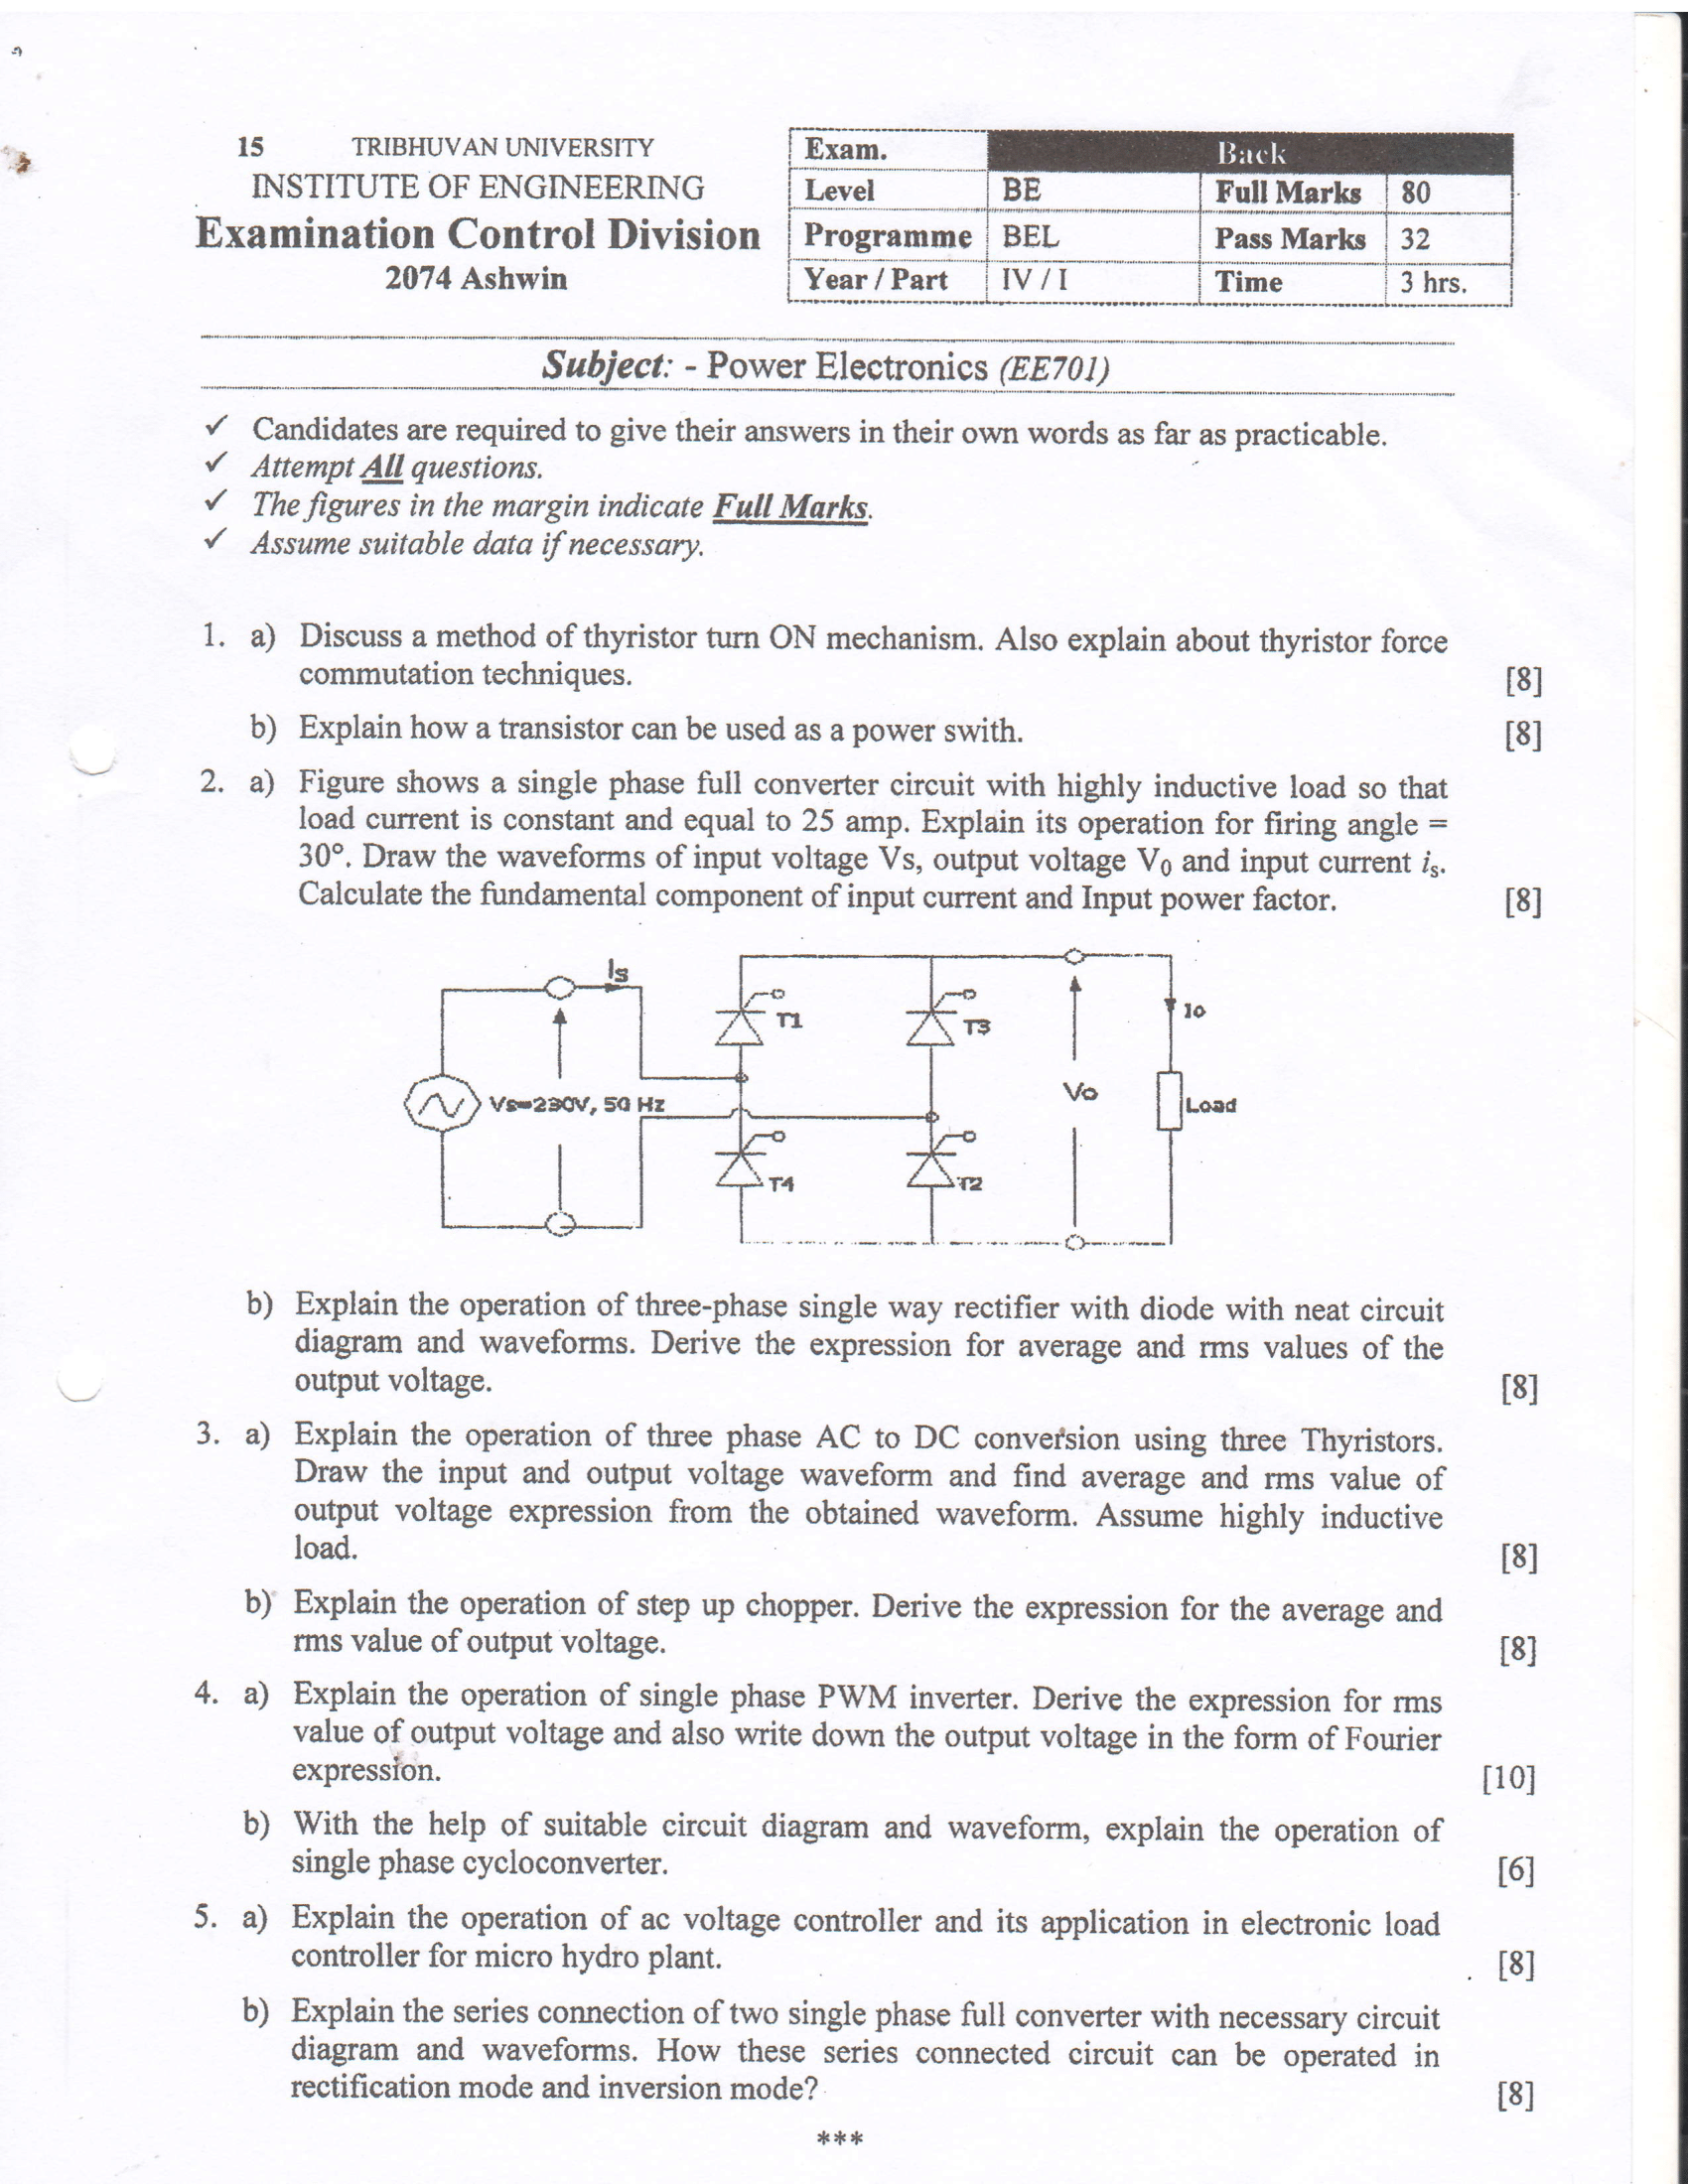 15 TRIBHUVAN UNIVERSITY
INSTITUTE OF ENGINEERING
Examination Control Division
2074 Ashwin
Exam. Back
Level BE Full Marks 80
Programme BEL Pass Marks 32
Year / Part IV / I Time 3 hrs.
Subject: - Power Electronics (EE701)
✓ Candidates are required to give their answers in their own words as far as practicable.
✓ Attempt All questions.
✓ The figures in the margin indicate Full Marks.
✓ Assume suitable data if necessary.
1. a) Discuss a method of thyristor turn ON mechanism. Also explain about thyristor force
commutation techniques. [8]
b) Explain how a transistor can be used as a power swith. [8]
2. a) Figure shows a single phase full converter circuit with highly inductive load so that
load current is constant and equal to 25 amp. Explain its operation for firing angle =
30°. Draw the waveforms of input voltage Vs, output voltage V0 and input current is.
Calculate the fundamental component of input current and Input power factor. [8]
Is
T1
T3
Io
Vs=230V, 50 Hz
Vo
Load
T4
T2
b) Explain the operation of three-phase single way rectifier with diode with neat circuit
diagram and waveforms. Derive the expression for average and rms values of the
output voltage. [8]
3. a) Explain the operation of three phase AC to DC conversion using three Thyristors.
Draw the input and output voltage waveform and find average and rms value of
output voltage expression from the obtained waveform. Assume highly inductive
load. [8]
b) Explain the operation of step up chopper. Derive the expression for the average and
rms value of output voltage. [8]
4. a) Explain the operation of single phase PWM inverter. Derive the expression for rms
value of output voltage and also write down the output voltage in the form of Fourier
expression. [10]
b) With the help of suitable circuit diagram and waveform, explain the operation of
single phase cycloconverter. [6]
5. a) Explain the operation of ac voltage controller and its application in electronic load
controller for micro hydro plant. [8]
b) Explain the series connection of two single phase full converter with necessary circuit
diagram and waveforms. How these series connected circuit can be operated in
rectification mode and inversion mode? [8]
***